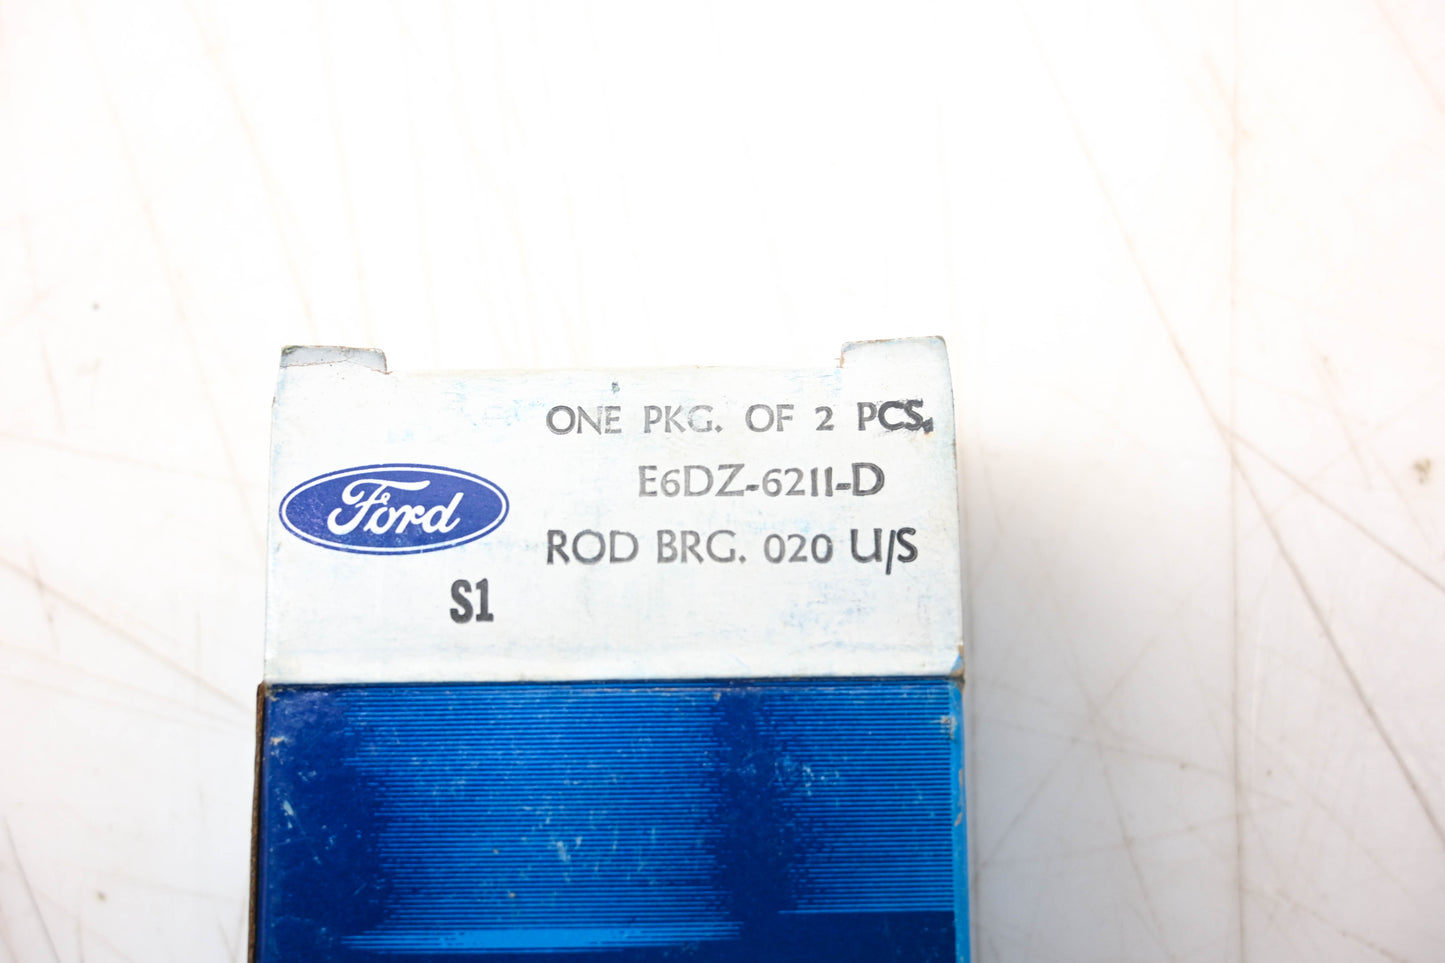 ONE PKG. OF 2 PCS.
E6DZ-6211-D
Ford
ROD BRG. 020 U/S
S1